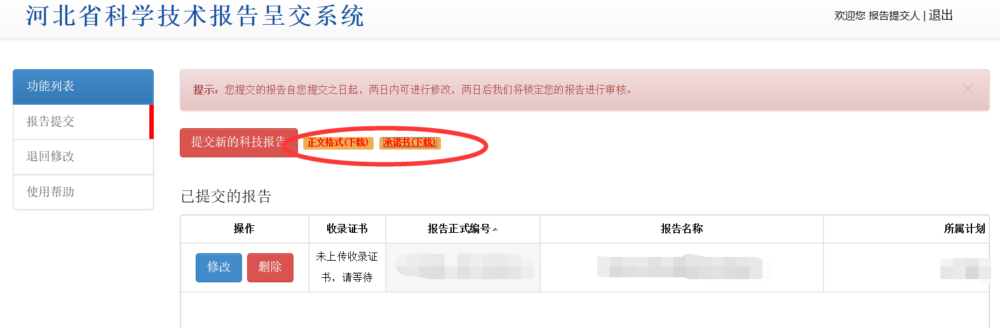 河北省科学技术报告呈交系统
欢迎您 报告提交人 | 退出
功能列表
报告提交
退回修改
使用帮助
提示：您提交的报告自您提交之日起，两日内可进行修改，两日后我们将锁定您的报告进行审核。
提交新的科技报告 正文格式(下载) 承诺书(下载)
已提交的报告
操作 收录证书 报告正式编号 报告名称 所属计划
修改 删除 未上传收录证
书，请等待